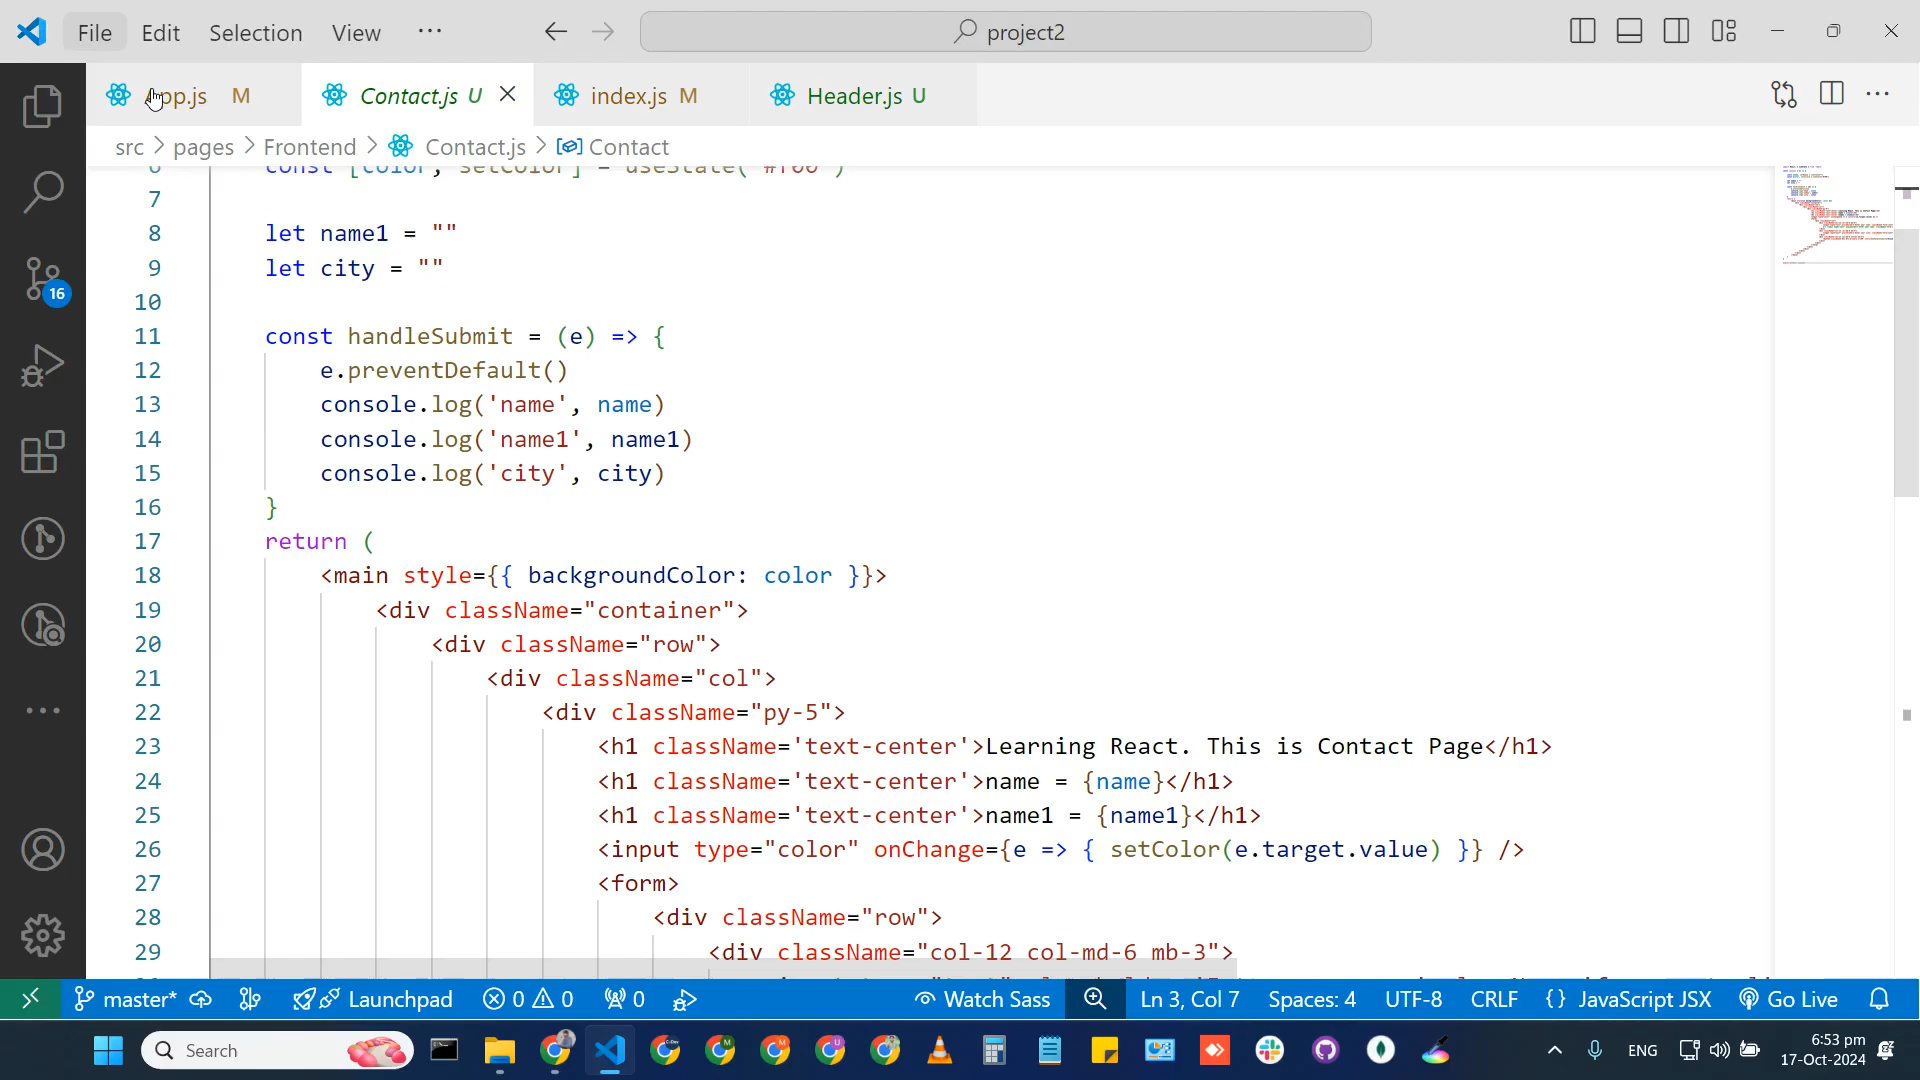 File Edit Selection View ··· project2
App.js M Contact.js U index.js M Header.js U
src > pages > Frontend > Contact.js > Contact
6 const [color, setColor] = useState("#f00")
7
8 let name1 = ""
9 let city = ""
10
11 const handleSubmit = (e) => {
12 e.preventDefault()
13 console.log('name', name)
14 console.log('name1', name1)
15 console.log('city', city)
16 }
17 return (
18 <main style={{ backgroundColor: color }}>
19 <div className="container">
20 <div className="row">
21 <div className="col">
22 <div className="py-5">
23 <h1 className='text-center'>Learning React. This is Contact Page</h1>
24 <h1 className='text-center'>name = {name}</h1>
25 <h1 className='text-center'>name1 = {name1}</h1>
26 <input type="color" onChange={e => { setColor(e.target.value) }} />
27 <form>
28 <div className="row">
29 <div className="col-12 col-md-6 mb-3">
16
master* Launchpad 0 0 0 Watch Sass Ln 3, Col 7 Spaces: 4 UTF-8 CRLF {} JavaScript JSX Go Live
Search ENG 6:53 pm
17-Oct-2024